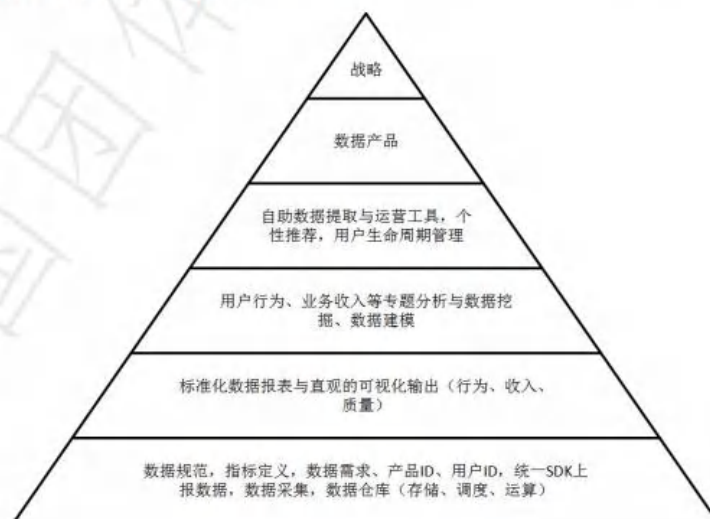 战略
数据产品
自助数据提取与运营工具，个
性推荐，用户生命周期管理
用户行为、业务收入等专题分析与数据挖
掘、数据建模
标准化数据报表与直观的可视化输出（行为、收入、
质量）
数据规范，指标定义，数据需求、产品ID、用户ID，统一SDK上
报数据，数据采集，数据仓库（存储、调度、运算）